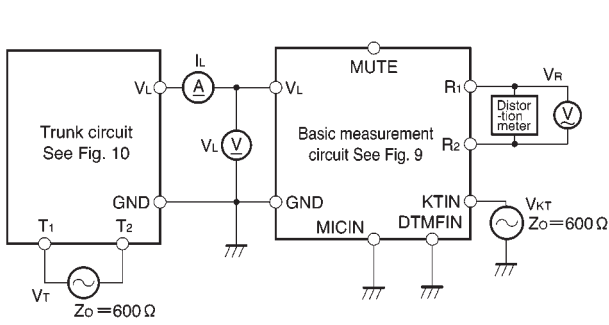 MUTE
IL
VL
A
VL
R1
VR
Distor
-tion
meter
V
Trunk circuit
See Fig. 10
VL
V
Basic measurement
circuit See Fig. 9
R2
GND
GND
KTIN
VKT
Zo=600Ω
MICIN
DTMFIN
T1
T2
VT
Zo=600Ω